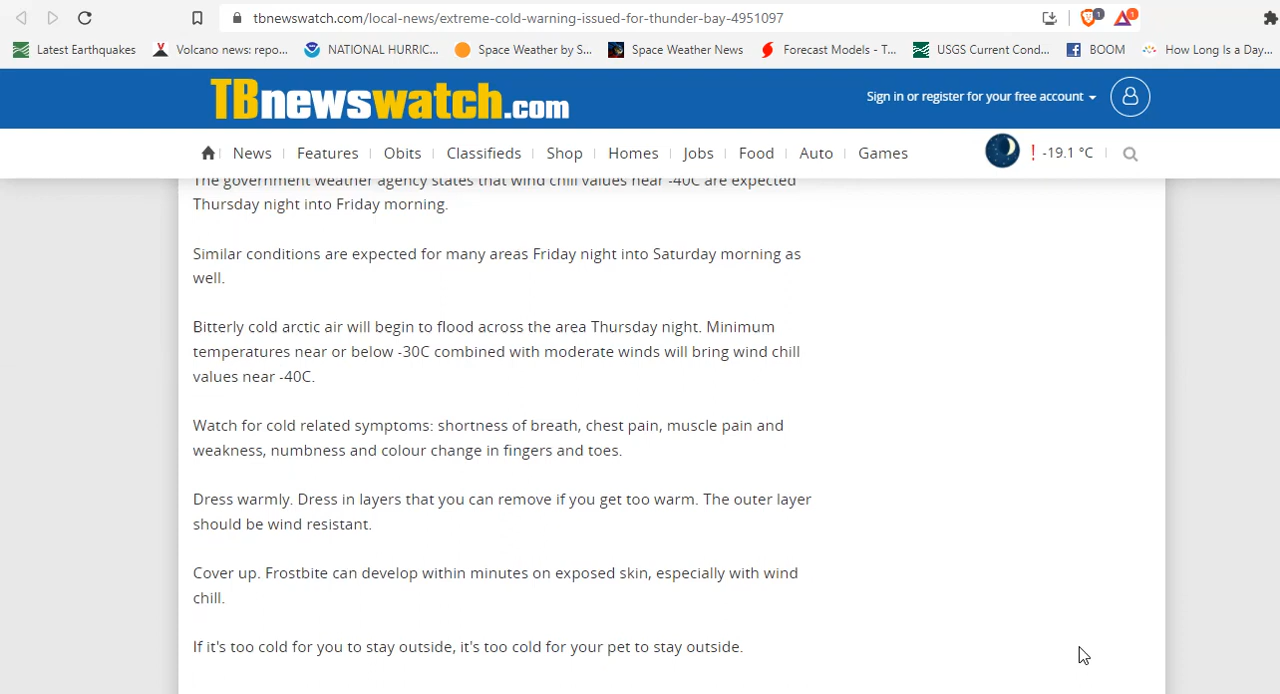 tbnewswatch.com/local-news/extreme-cold-warning-issued-for-thunder-bay-4951097
1
1
Latest Earthquakes
Volcano news: repo...
NATIONAL HURRIC...
Space Weather by S...
Space Weather News
Forecast Models - T...
USGS Current Cond...
BOOM
How Long Is a Day...
TBnewswatch.com
Sign in or register for your free account
News
Features
Obits
Classifieds
Shop
Homes
Jobs
Food
Auto
Games
! -19.1 °C
The government weather agency states that wind chill values near -40C are expected
Thursday night into Friday morning.
Similar conditions are expected for many areas Friday night into Saturday morning as
well.
Bitterly cold arctic air will begin to flood across the area Thursday night. Minimum
temperatures near or below -30C combined with moderate winds will bring wind chill
values near -40C.
Watch for cold related symptoms: shortness of breath, chest pain, muscle pain and
weakness, numbness and colour change in fingers and toes.
Dress warmly. Dress in layers that you can remove if you get too warm. The outer layer
should be wind resistant.
Cover up. Frostbite can develop within minutes on exposed skin, especially with wind
chill.
If it's too cold for you to stay outside, it's too cold for your pet to stay outside.